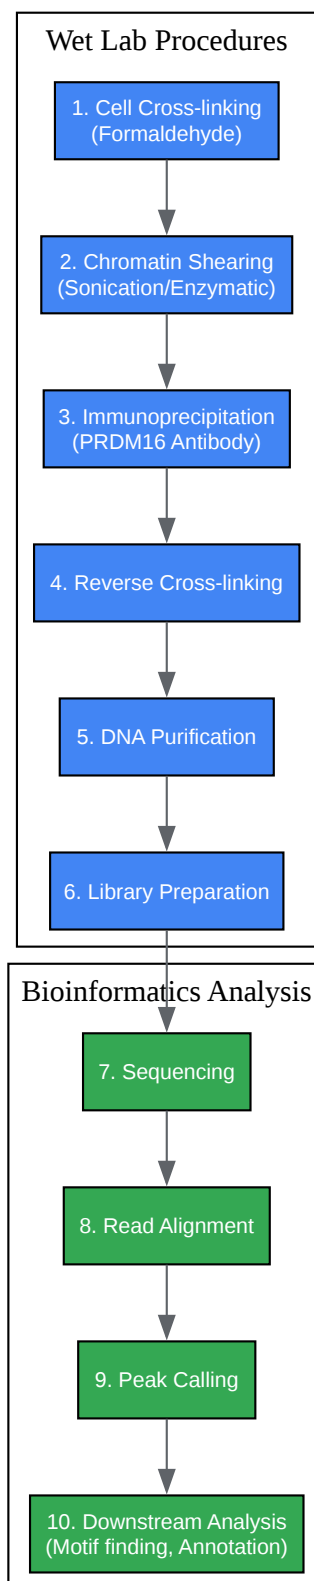 Wet Lab Procedures
1. Cell Cross-linking
(Formaldehyde)
2. Chromatin Shearing
(Sonication/Enzymatic)
3. Immunoprecipitation
(PRDM16 Antibody)
4. Reverse Cross-linking
5. DNA Purification
6. Library Preparation
Bioinformatics Analysis
7. Sequencing
8. Read Alignment
9. Peak Calling
10. Downstream Analysis
(Motif finding, Annotation)